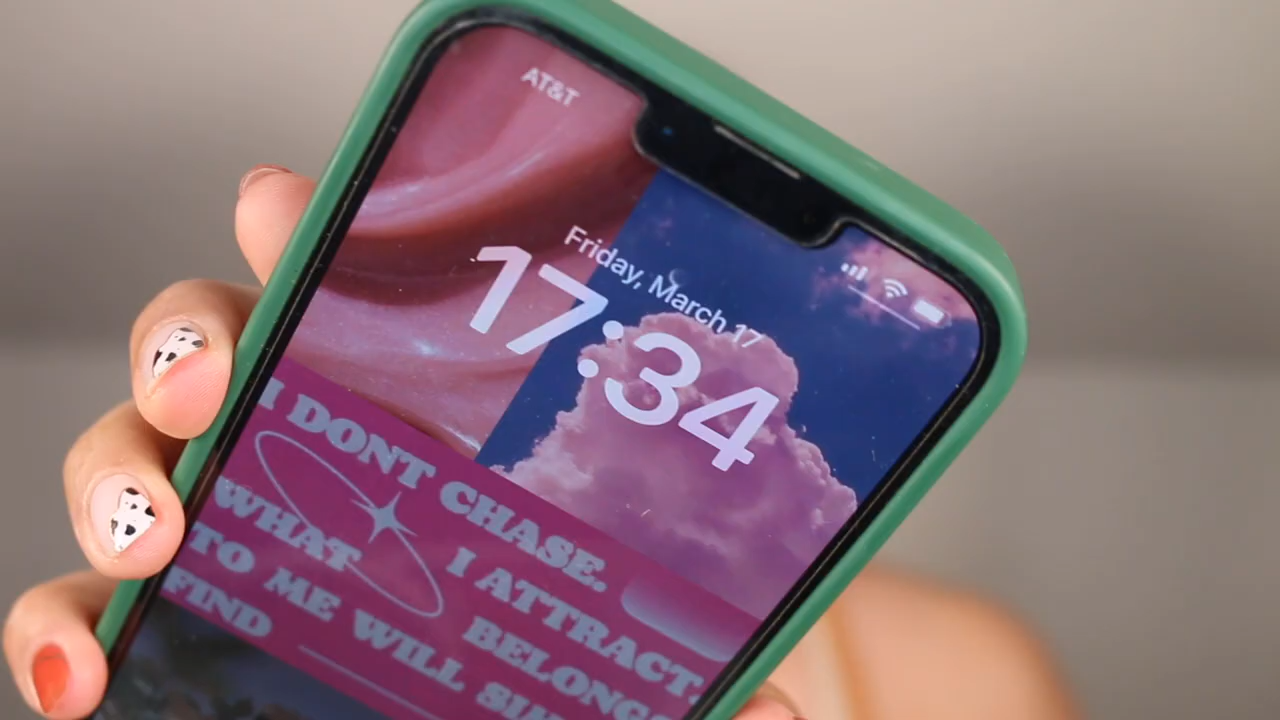 AT&T
Friday, March 17
17:34
I DONT CHASE.
WHAT I ATTRACT.
TO ME WILL BELONGS
FIND